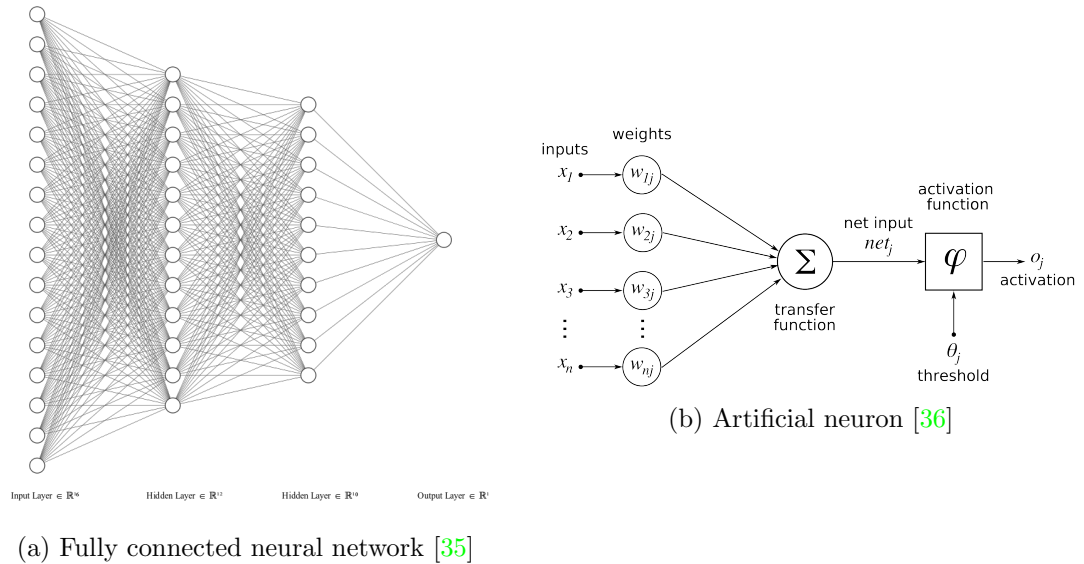 Input Layer ∈ ℝ¹⁶
Hidden Layer ∈ ℝ¹²
Hidden Layer ∈ ℝ¹⁰
Output Layer ∈ ℝ¹
(a) Fully connected neural network [35]
weights
inputs
x₁
w₁ⱼ
x₂
w₂ⱼ
x₃
w₃ⱼ
⋮ ⋮
xₙ
wₙⱼ
Σ
transfer
function
net input
netⱼ
activation
function
φ
oⱼ
activation
θⱼ
threshold
(b) Artificial neuron [36]